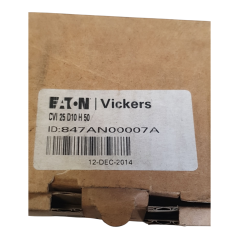 EATON | Vickers
CVI 25 D10 H 50
ID:847AN00007A
12-DEC-2014